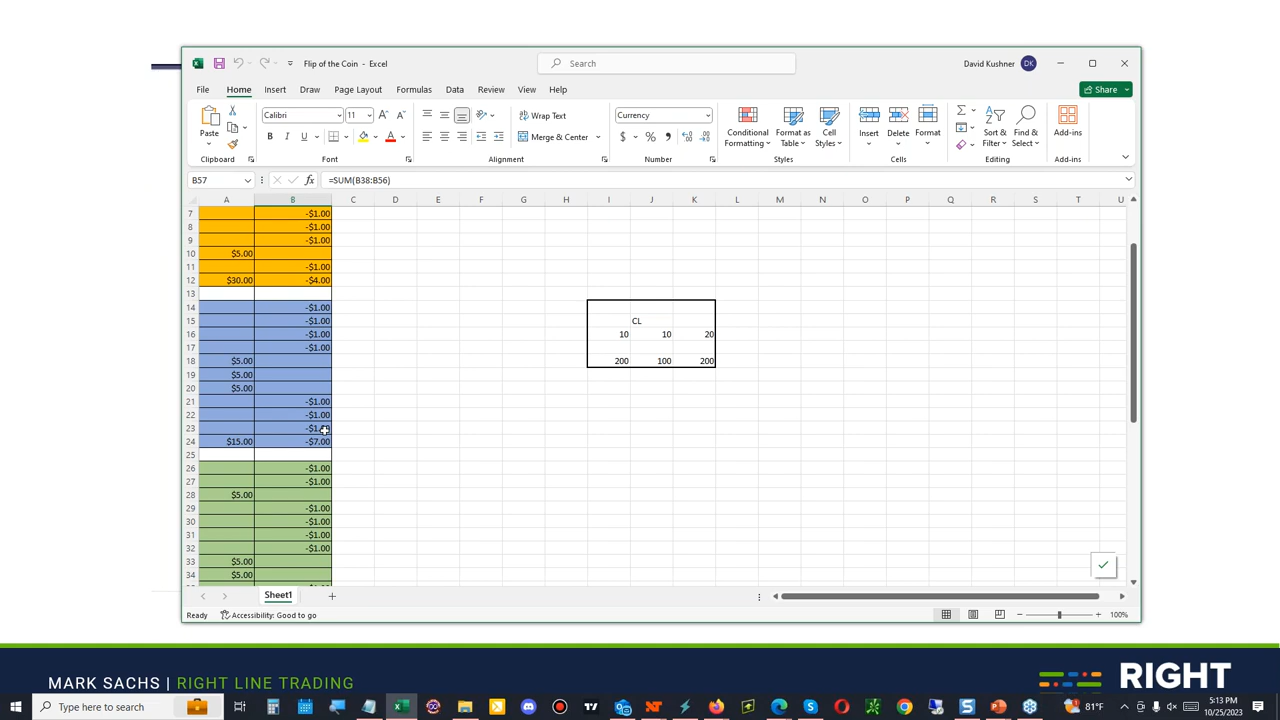 Flip of the Coin - Excel
Search
David Kushner DK
File Home Insert Draw Page Layout Formulas Data Review View Help
Share
Paste
Calibri 11
Wrap Text
Merge & Center
Currency
Conditional Formatting
Format as Table
Cell Styles
Insert
Delete
Format
Sort & Filter
Find & Select
Add-ins
Clipboard Font Alignment Number Styles Cells Editing Add-ins
B57 fx =SUM(B38:B56)
A B C D E F G H I J K L M N O P Q R S T U
7 -$1.00
8 -$1.00
9 -$1.00
10 $5.00
11 -$1.00
12 $30.00 -$4.00
13
14 -$1.00
15 -$1.00 CL
16 -$1.00 10 10 20
17 -$1.00
18 $5.00 200 100 200
19 $5.00
20 $5.00
21 -$1.00
22 -$1.00
23
24 $15.00 -$7.00
25
26 -$1.00
27 -$1.00
28 $5.00
29 -$1.00
30 -$1.00
31 -$1.00
32 -$1.00
33 $5.00
34 $5.00
Sheet1
Ready Accessibility: Good to go 100%
MARK SACHS | RIGHT LINE TRADING
RIGHT
Type here to search
81°F
5:13 PM
10/25/2023